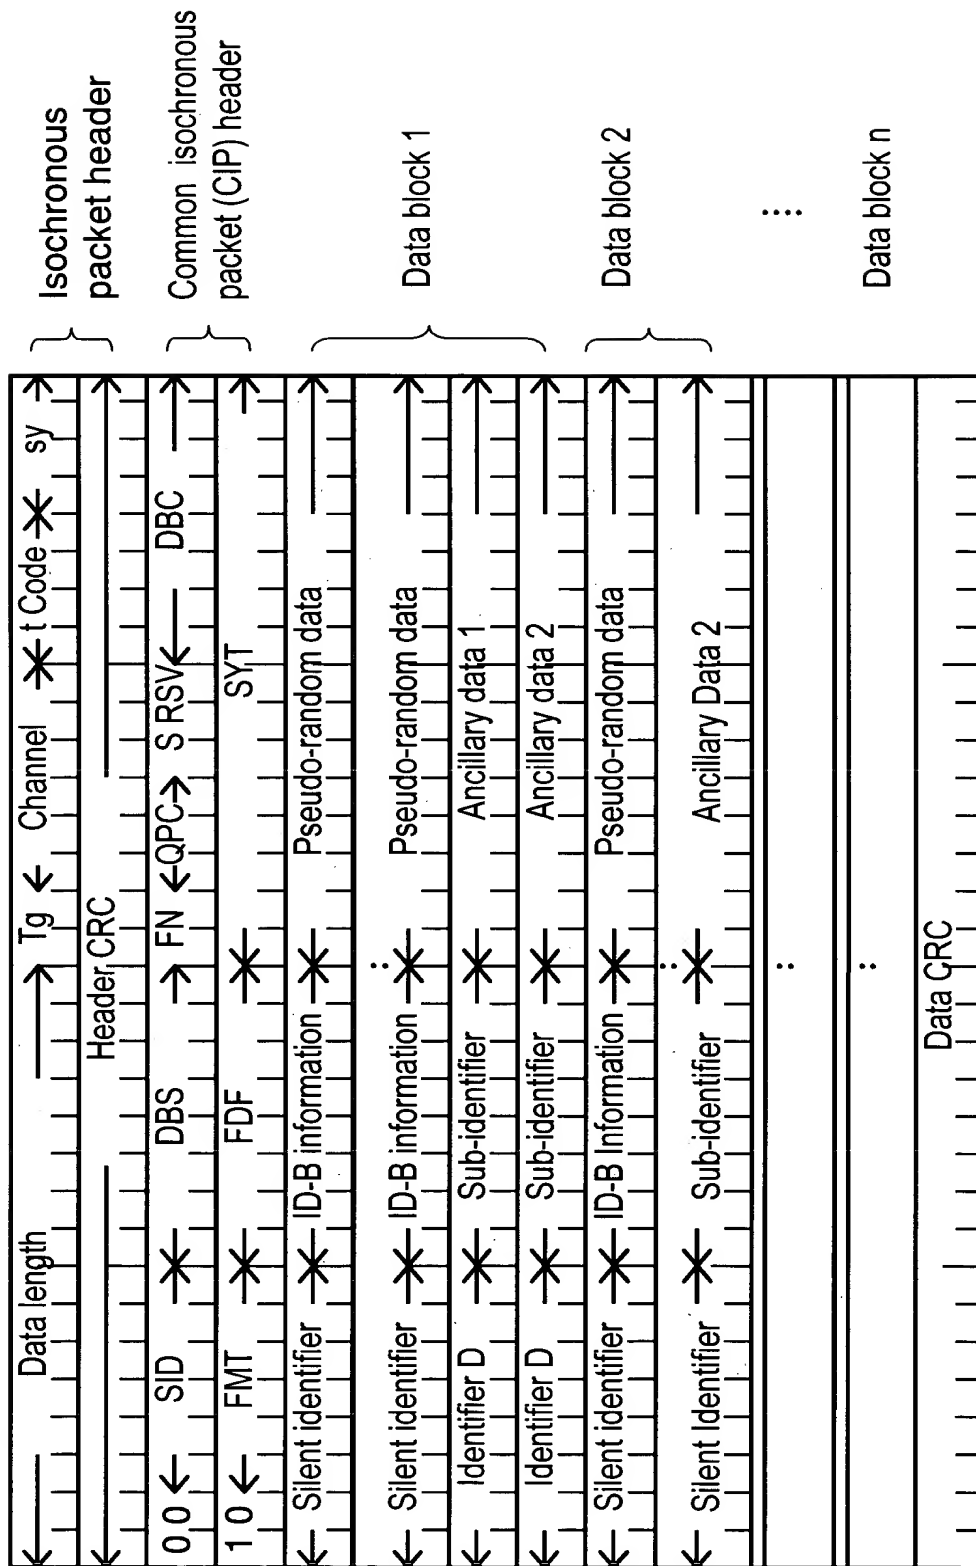 Data length Tg Channel t Code sy
Isochronous
packet header
Header CRC
0 0 SID DBS FN QPC S RSV DBC
Common isochronous
packet (CIP) header
1 0 FMT FDF SYT
Silent identifier ID-B information Pseudo-random data
Data block 1
Silent identifier ID-B information Pseudo-random data
Identifier D Sub-identifier Ancillary data 1
Identifier D Sub-identifier Ancillary data 2
Silent identifier ID-B Information Pseudo-random data
Data block 2
Silent Identifier Sub-identifier Ancillary Data 2
Data block n
Data CRC